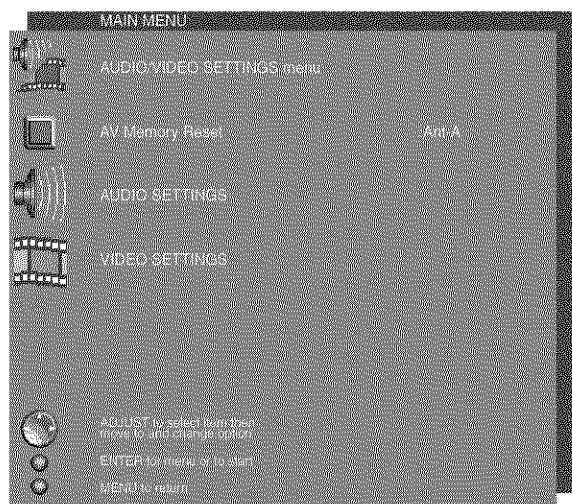 MAIN MENU
AUDIO/VIDEO SETTINGS menu
AV Memory Reset Ant-A
AUDIO SETTINGS
VIDEO SETTINGS
ADJUST to select item then
move to and change option
ENTER for menu or to start
MENU to return